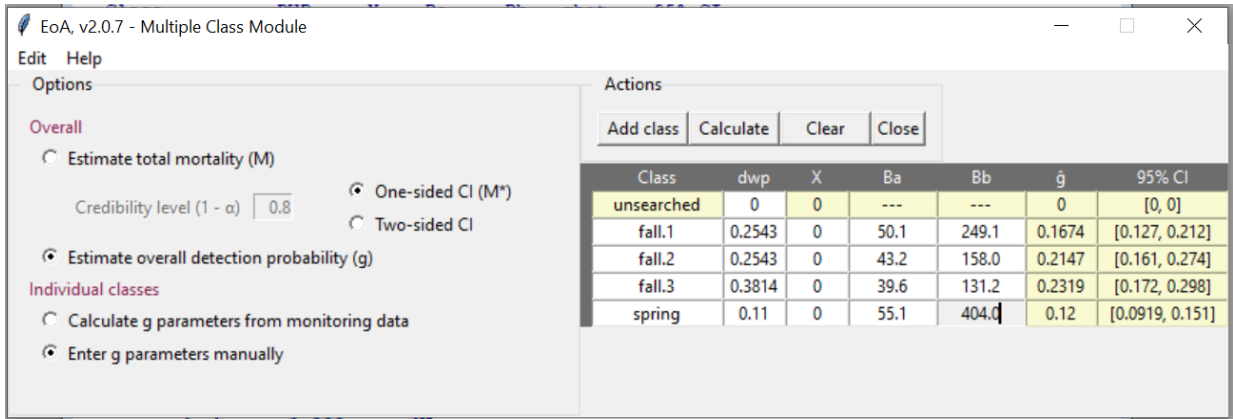 EoA, v2.0.7 - Multiple Class Module
Edit Help
Options
Overall
Estimate total mortality (M)
Credibility level (1 - α) 0.8
One-sided CI (M*)
Two-sided CI
Estimate overall detection probability (g)
Individual classes
Calculate g parameters from monitoring data
Enter g parameters manually
Actions
Add class Calculate Clear Close
Class dwp X Ba Bb ĝ 95% CI
unsearched 0 0 --- --- 0 [0, 0]
fall.1 0.2543 0 50.1 249.1 0.1674 [0.127, 0.212]
fall.2 0.2543 0 43.2 158.0 0.2147 [0.161, 0.274]
fall.3 0.3814 0 39.6 131.2 0.2319 [0.172, 0.298]
spring 0.11 0 55.1 404.0 0.12 [0.0919, 0.151]